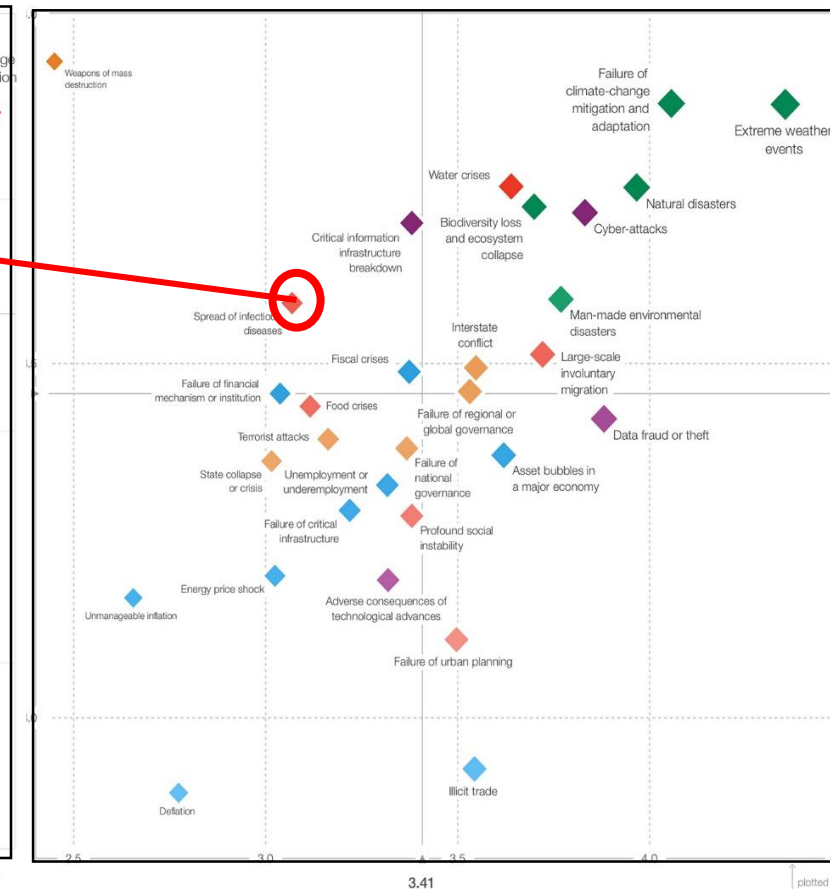 Weapons of mass
destruction
Failure of
climate-change
mitigation and
adaptation
Extreme weather
events
Water crises
Natural disasters
Biodiversity loss
and ecosystem
collapse
Cyber-attacks
Critical information
infrastructure
breakdown
Spread of
diseases
Man-made environmental
disasters
Interstate
conflict
Fiscal crises
Large-scale
involuntary
migration
Failure of financial
mechanism or institution
Food crises
Failure of regional or
global governance
Data fraud or theft
Terrorist attacks
State collapse
or crisis
Unemployment or
underemployment
Failure of
national
governance
Asset bubbles in
a major economy
Failure of critical
infrastructure
Profound social
instability
Energy price shock
Adverse consequences of
technological advances
Unmanageable inflation
Failure of urban planning
Illicit trade
Deflation
2.5 3.0 3.5 4.0
3.41
plotted